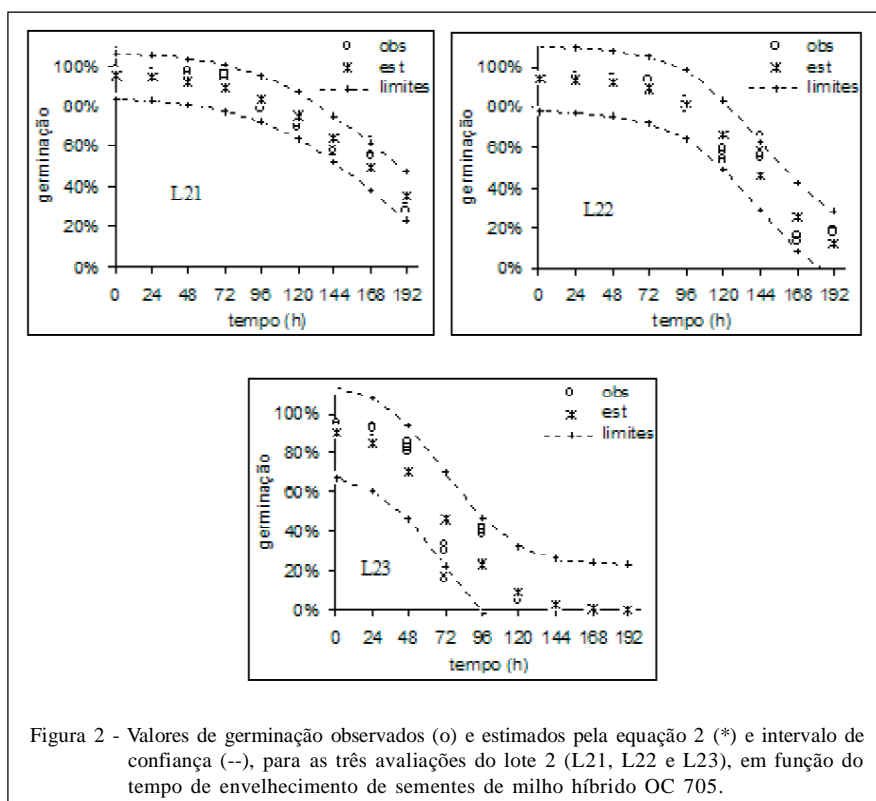 obs
est
limites
100%
80%
60%
40%
20%
0%
germinação
L21
0 24 48 72 96 120 144 168 192
tempo (h)
obs
est
limites
100%
80%
60%
40%
20%
0%
germinação
L22
0 24 48 72 96 120 144 168 192
tempo (h)
obs
est
limites
100%
80%
60%
40%
20%
0%
germinação
L23
0 24 48 72 96 120 144 168 192
tempo (h)
Figura 2 - Valores de germinação observados (o) e estimados pela equação 2 (*) e intervalo de
confiança (--), para as três avaliações do lote 2 (L21, L22 e L23), em função do
tempo de envelhecimento de sementes de milho híbrido OC 705.